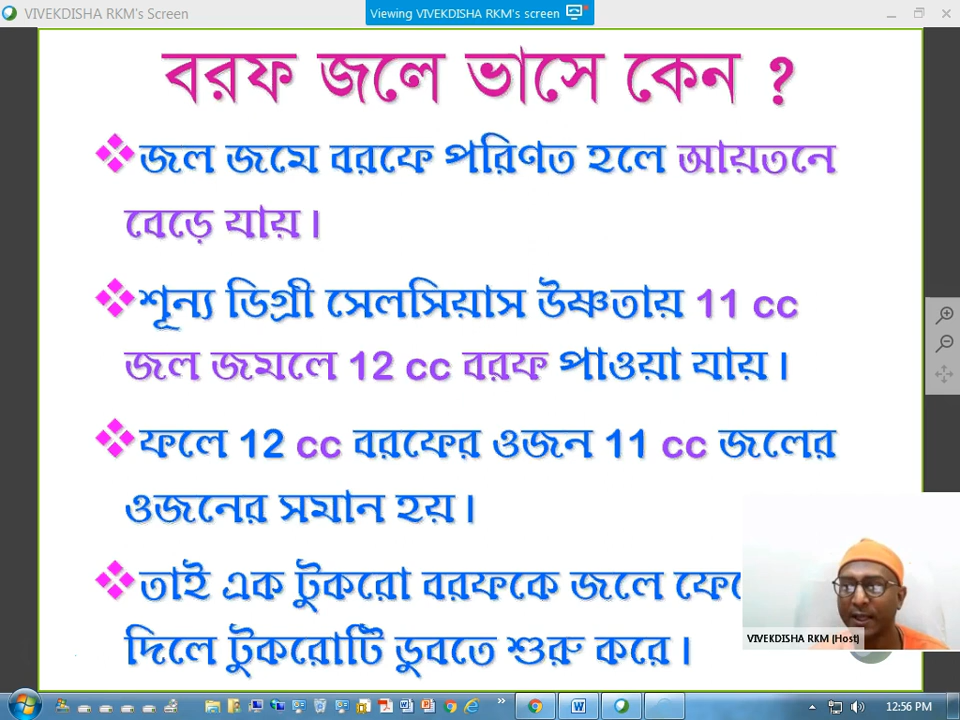 VIVEKDISHA RKM's Screen
Viewing VIVEKDISHA RKM's screen
বরফ জলে ভাসে কেন ?
জল জমে বরফে পরিণত হলে আয়তনে
বেড়ে যায়।
শূন্য ডিগ্রী সেলসিয়াস উষ্ণতায় 11 cc
জল জমলে 12 cc বরফ পাওয়া যায়।
ফলে 12 cc বরফের ওজন 11 cc জলের
ওজনের সমান হয়।
তাই এক টুকরো বরফকে জলে
দিলে টুকরোটি ডুবতে শুরু করে।
VIVEKDISHA RKM (Host)
12:56 PM